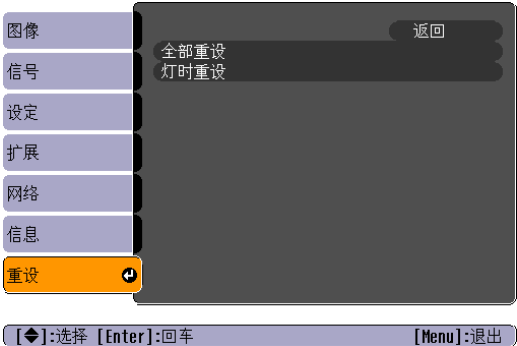 图像
信号
设定
扩展
网络
信息
重设
返回
全部重设
灯时重设
[◆]:选择 [Enter]:回车 [Menu]:退出